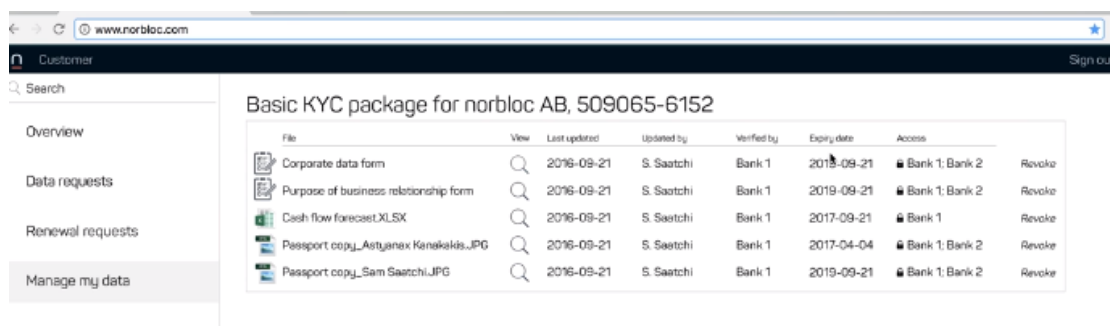 www.norbloc.com
n Customer Sign ou
Search
Basic KYC package for norbloc AB, 509065-6152
Overview
File View Last updated Updated by Verified by Expiry date Access
Corporate data form 2016-09-21 S. Saatchi Bank 1 2019-09-21 Bank 1; Bank 2 Revoke
Data requests
Purpose of business relationship form 2016-09-21 S. Saatchi Bank 1 2019-09-21 Bank 1; Bank 2 Revoke
Cash flow forecast.XLSX 2016-09-21 S. Saatchi Bank 1 2017-09-21 Bank 1 Revoke
Renewal requests
Passport copy_Astyanax Kanakakis.JPG 2016-09-21 S. Saatchi Bank 1 2017-04-04 Bank 1; Bank 2 Revoke
Passport copy_Sam Saatchi.JPG 2016-09-21 S. Saatchi Bank 1 2019-09-21 Bank 1; Bank 2 Revoke
Manage my data